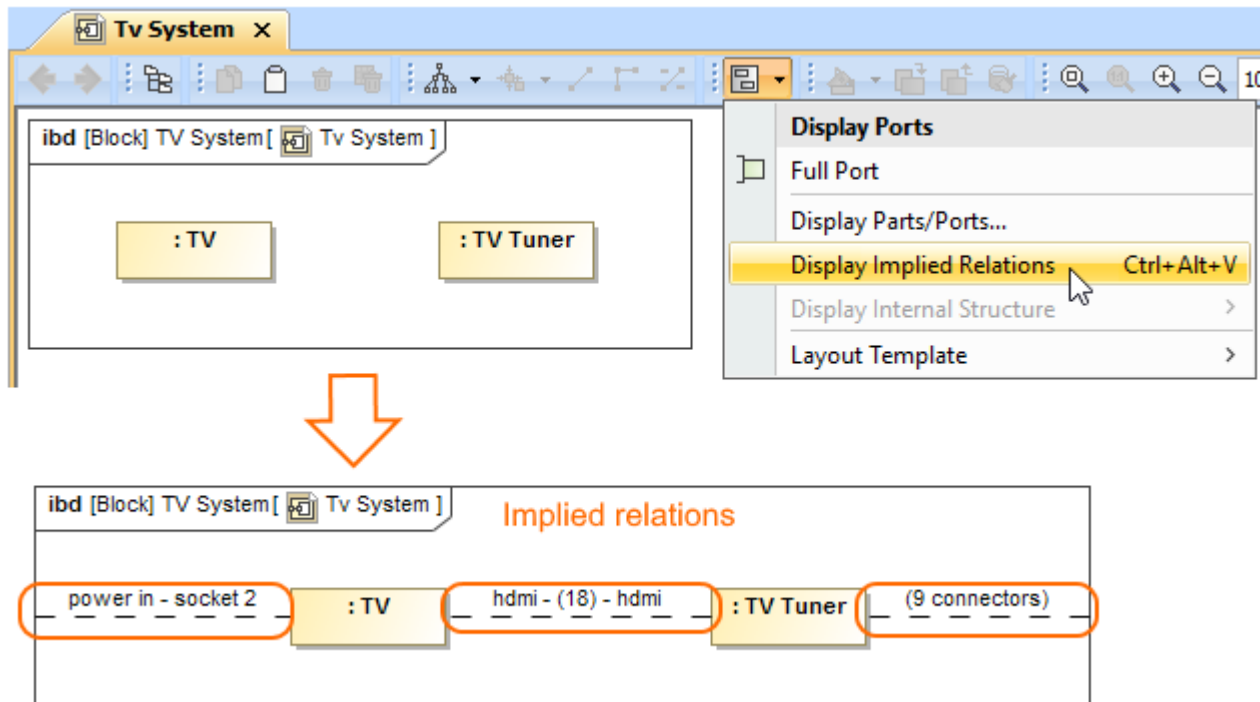 Tv System X
10
ibd [Block] TV System[ Tv System ]
: TV
: TV Tuner
Display Ports
Full Port
Display Parts/Ports...
Display Implied Relations Ctrl+Alt+V
Display Internal Structure >
Layout Template >
ibd [Block] TV System[ Tv System ]
Implied relations
power in - socket 2
: TV
hdmi - (18) - hdmi
: TV Tuner
(9 connectors)